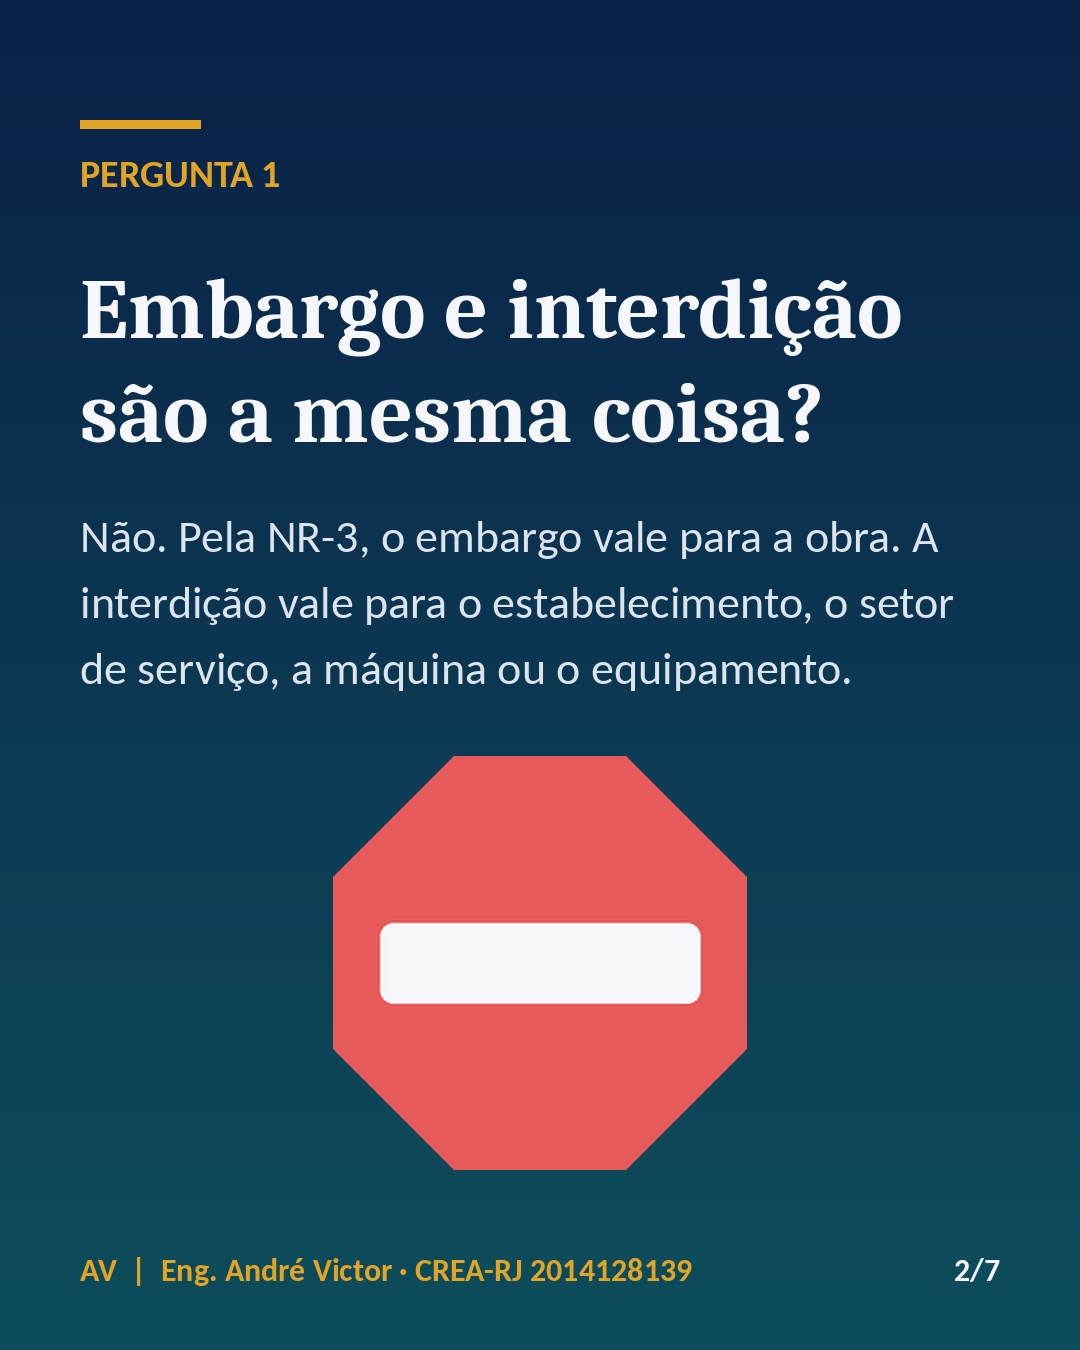 PERGUNTA 1
Embargo e interdição
são a mesma coisa?
Não. Pela NR-3, o embargo vale para a obra. A
interdição vale para o estabelecimento, o setor
de serviço, a máquina ou o equipamento.
AV | Eng. André Victor · CREA-RJ 2014128139
2/7